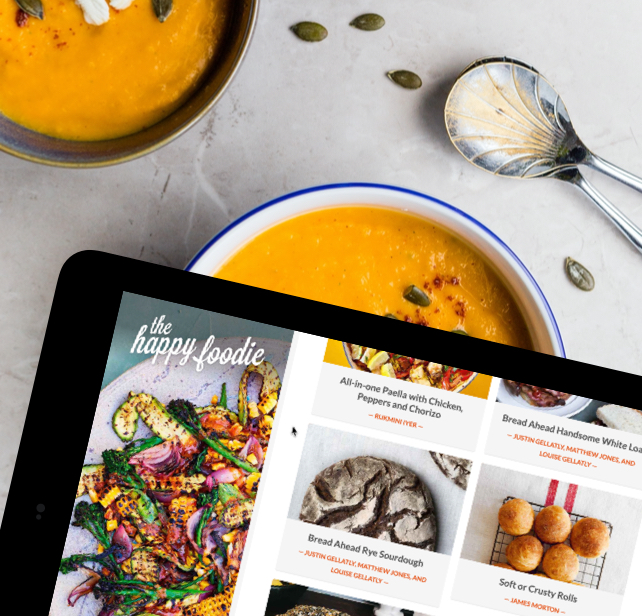 the
happy foodie
All-in-one Paella with Chicken,
Peppers and Chorizo
— RUKMINI IYER —
Bread Ahead Handsome White Loa
— JUSTIN GELLATLY, MATTHEW JONES, AND
LOUISE GELLATLY —
Bread Ahead Rye Sourdough
— JUSTIN GELLATLY, MATTHEW JONES, AND
LOUISE GELLATLY —
Soft or Crusty Rolls
— JAMES MORTON —